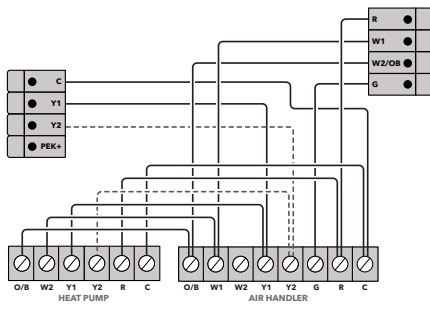 R
W1
W2/OB
G
C
Y1
Y2
PEK+
O/B W2 Y1 Y2 R C
HEAT PUMP
O/B W1 W2 Y1 Y2 G R C
AIR HANDLER